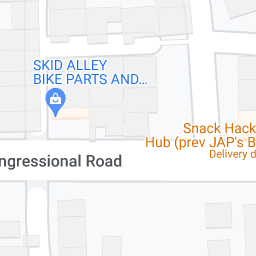 SKID ALLEY
BIKE PARTS AND...
Snack Hack
Hub (prev JAP's B
Delivery d
ngressional Road